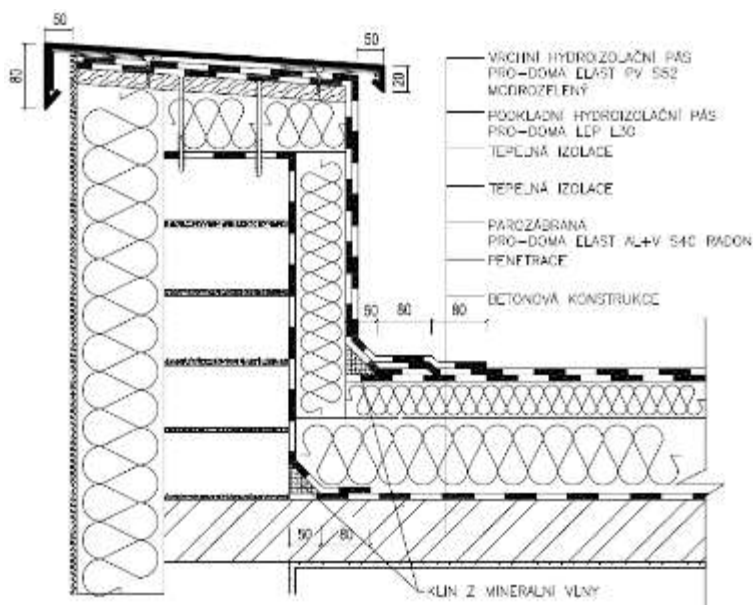 50
50
80
20
VRCHNÍ HYDROIZOLAČNÍ PÁS
PRO-DOMA ELAST PV S52
MODROZELENÝ
PODKLADNÍ HYDROIZOLAČNÍ PÁS
PRO-DOMA LEP L30
TEPELNÁ IZOLACE
TEPELNÁ IZOLACE
PAROZÁBRANA
PRO-DOMA ELAST AL+V S40 RADON
PENETRACE
BETONOVÁ KONSTRUKCE
50 80 80
50 80
KLÍN Z MINERÁLNÍ VLNY